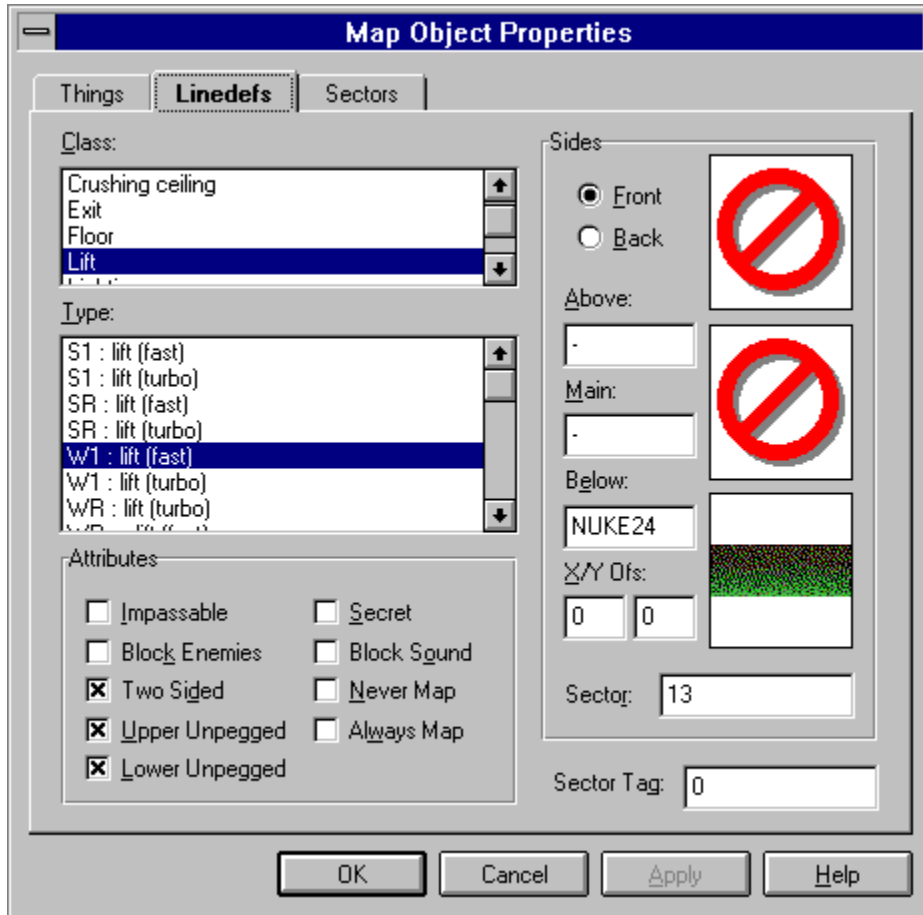 Map Object Properties
Things Linedefs Sectors
Class:
Crushing ceiling
Exit
Floor
Lift
Type:
S1 : lift (fast)
S1 : lift (turbo)
SR : lift (fast)
SR : lift (turbo)
W1 : lift (fast)
W1 : lift (turbo)
WR : lift (fast)
Attributes
Impassable
Block Enemies
Two Sided
Upper Unpegged
Lower Unpegged
Secret
Block Sound
Never Map
Always Map
Sides
Front
Back
Above:
-
Main:
-
Below:
NUKE24
X/Y Ofs:
0 0
Sector: 13
Sector Tag: 0
OK Cancel Apply Help